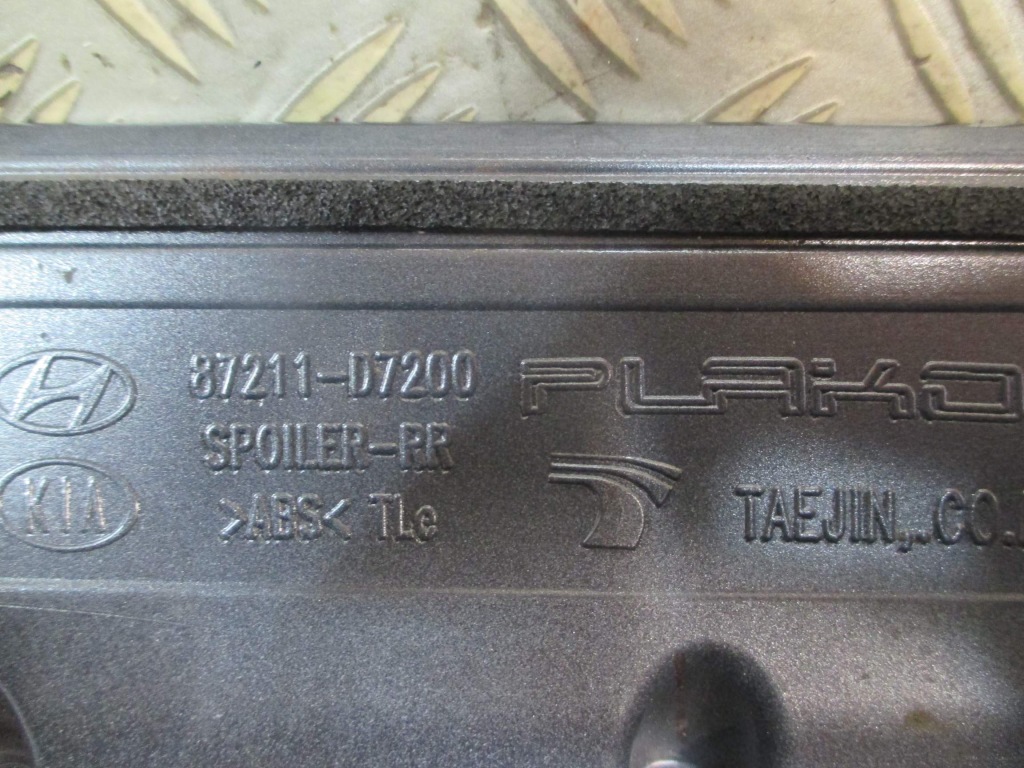 87211-D7200
SPOILER-RR
>ABS< TLe
KIA
PLAKO
TAEJIN,.CO.